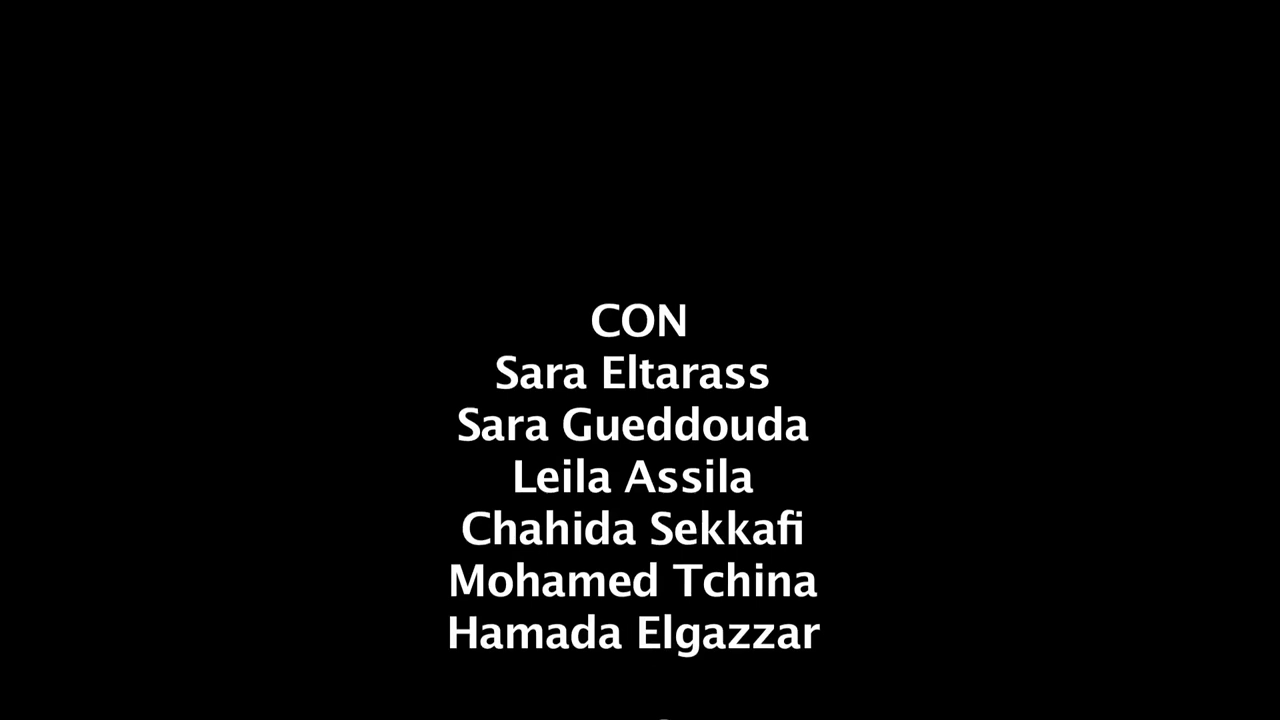 CON
Sara Eltarass
Sara Gueddouda
Leila Assila
Chahida Sekkafi
Mohamed Tchina
Hamada Elgazzar